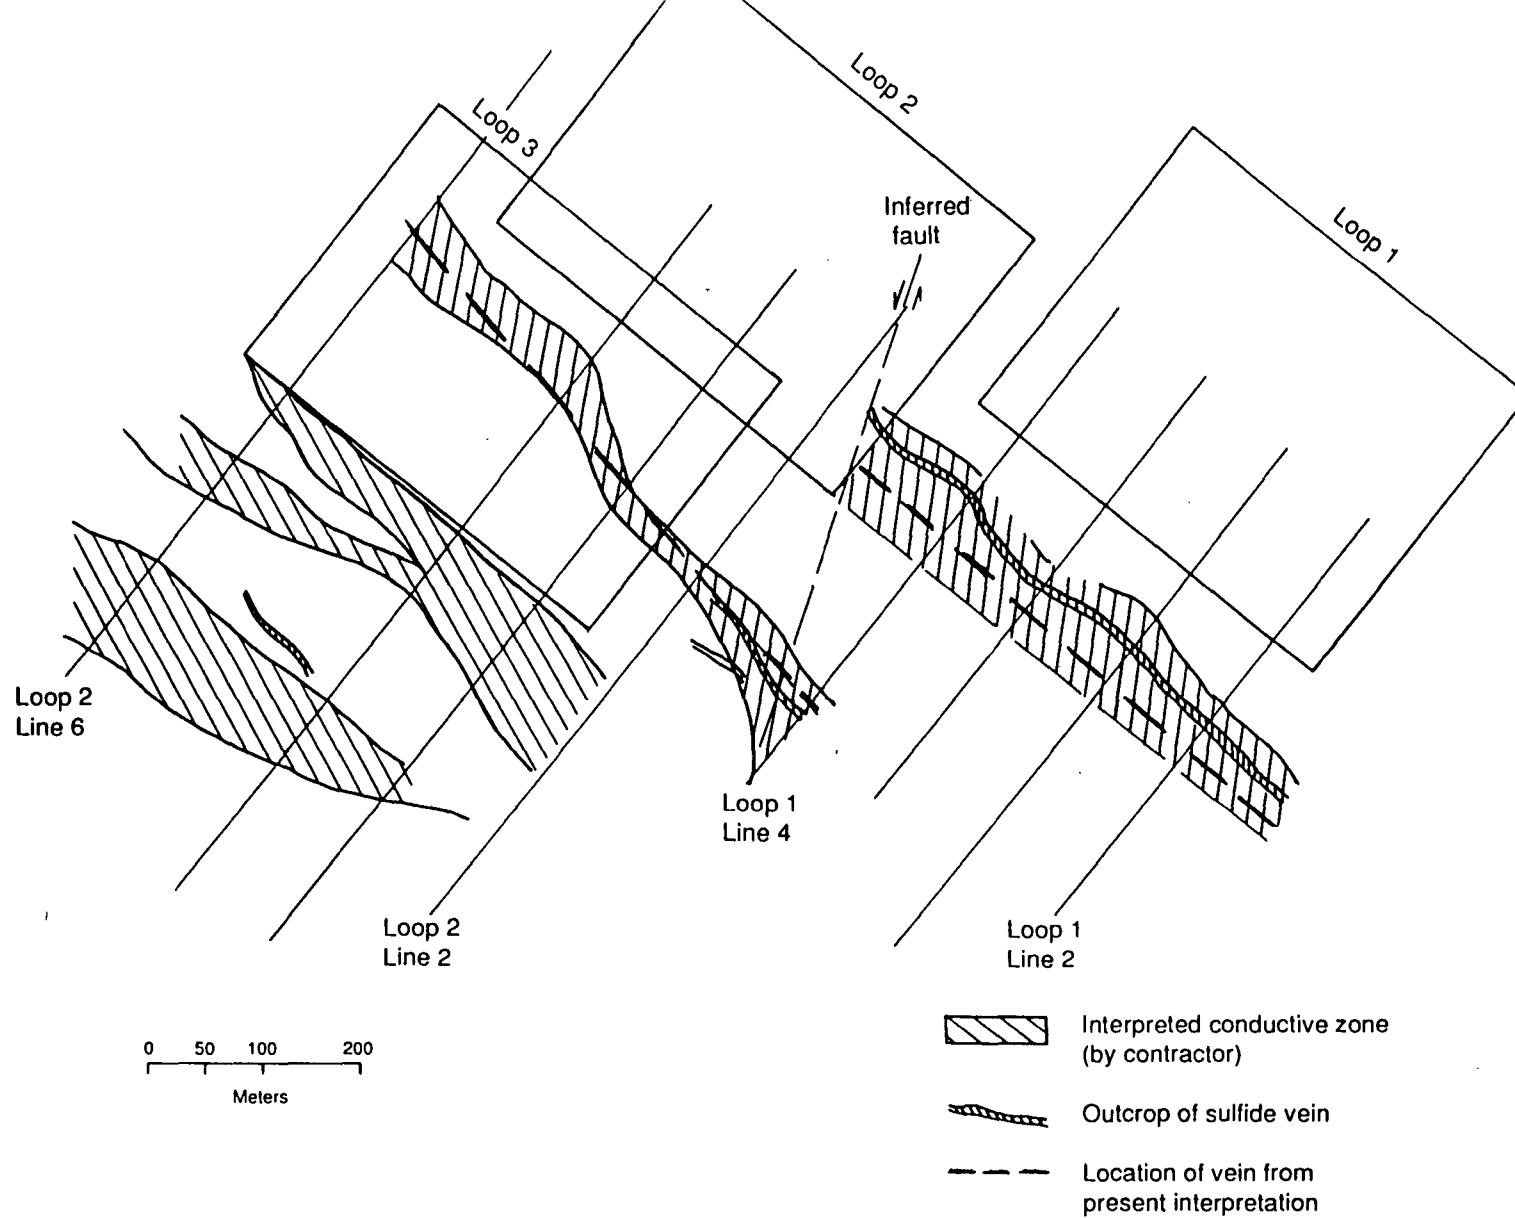 Loop 2
Loop 3
Inferred
fault
Loop 1
Loop 2
Line 6
Loop 1
Line 4
Loop 2
Line 2
Loop 1
Line 2
0 50 100 200
Meters
Interpreted conductive zone
(by contractor)
Outcrop of sulfide vein
Location of vein from
present interpretation